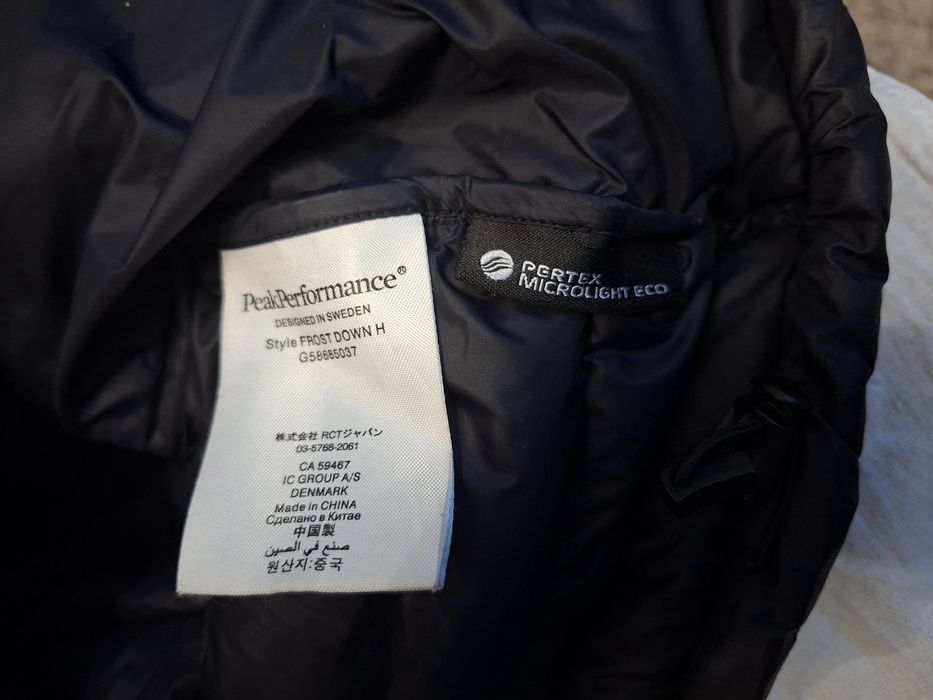 PeakPerformance®
DESIGNED IN SWEDEN
Style FROST DOWN H
G58685037
株式会社 RCTジャパン
03-5768-2061
CA 59467
IC GROUP A/S
DENMARK
Made in CHINA
Сделано в Китае
中国製
صنع في الصين
원산지:중국
PERTEX
MICROLIGHT ECO